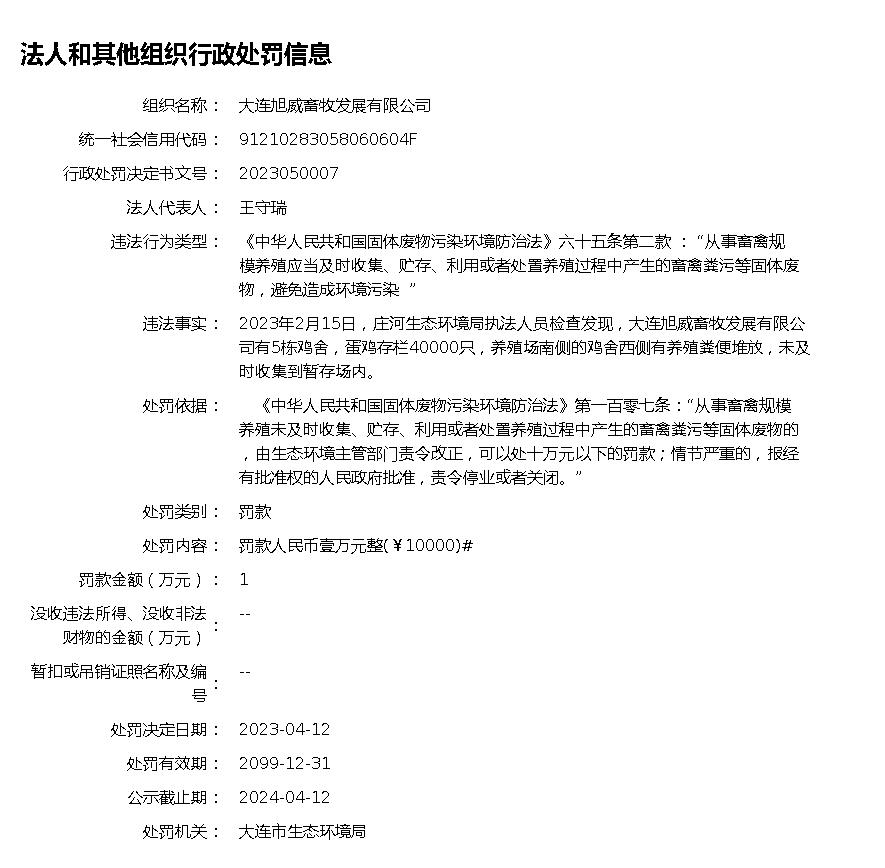 法人和其他组织行政处罚信息
组织名称： 大连旭威畜牧发展有限公司
统一社会信用代码： 91210283058060604F
行政处罚决定书文号： 2023050007
法人代表人： 王守瑞
违法行为类型： 《中华人民共和国固体废物污染环境防治法》六十五条第二款 ：“从事畜禽规
模养殖应当及时收集、贮存、利用或者处置养殖过程中产生的畜禽粪污等固体废
物，避免造成环境污染 ”
违法事实： 2023年2月15日，庄河生态环境局执法人员检查发现，大连旭威畜牧发展有限公
司有5栋鸡舍，蛋鸡存栏40000只，养殖场南侧的鸡舍西侧有养殖粪便堆放，未及
时收集到暂存场内。
处罚依据： 《中华人民共和国固体废物污染环境防治法》第一百零七条：“从事畜禽规模
养殖未及时收集、贮存、利用或者处置养殖过程中产生的畜禽粪污等固体废物的
，由生态环境主管部门责令改正，可以处十万元以下的罚款；情节严重的，报经
有批准权的人民政府批准，责令停业或者关闭。”
处罚类别： 罚款
处罚内容： 罚款人民币壹万元整(￥10000)#
罚款金额（万元）： 1
没收违法所得、没收非法
财物的金额（万元）： --
暂扣或吊销证照名称及编
号： --
处罚决定日期： 2023-04-12
处罚有效期： 2099-12-31
公示截止期： 2024-04-12
处罚机关： 大连市生态环境局